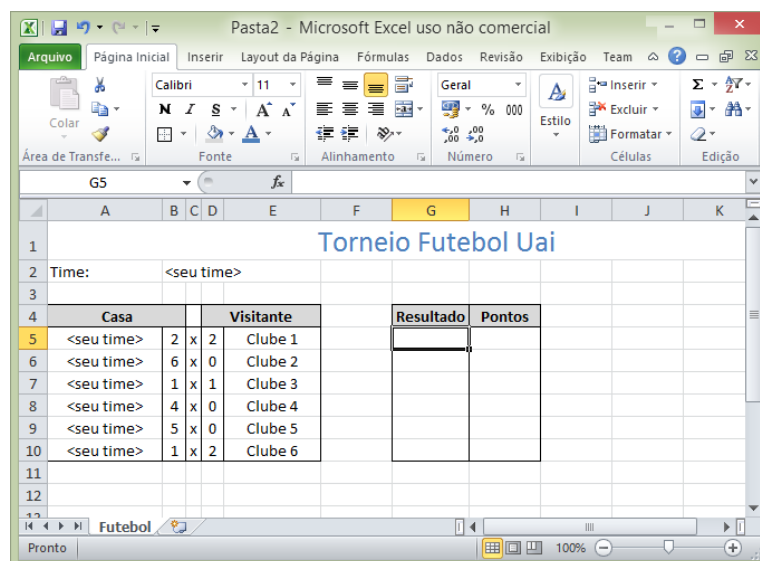 Pasta2 - Microsoft Excel uso não comercial
Arquivo Página Inicial Inserir Layout da Página Fórmulas Dados Revisão Exibição Team
Calibri 11 Geral Inserir Σ
Colar N I S A A % 000 Estilo Excluir
A A ,00 ,0 Formatar
Área de Transfe... Fonte Alinhamento Número Células Edição
G5 fx
A B C D E F G H I J K
1 Torneio Futebol Uai
2 Time: <seu time>
3
4 Casa Visitante Resultado Pontos
5 <seu time> 2 x 2 Clube 1
6 <seu time> 6 x 0 Clube 2
7 <seu time> 1 x 1 Clube 3
8 <seu time> 4 x 0 Clube 4
9 <seu time> 5 x 0 Clube 5
10 <seu time> 1 x 2 Clube 6
11
12
Futebol
Pronto 100%